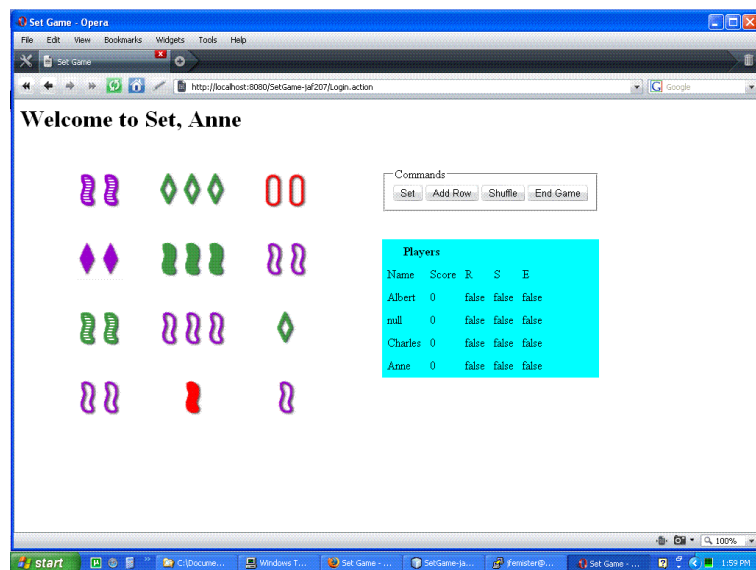 Set Game - Opera
File Edit View Bookmarks Widgets Tools Help
Set Game
http://localhost:8080/SetGame-jaf207/Login.action
Google
Welcome to Set, Anne
Commands
Set Add Row Shuffle End Game
Players
Name Score R S E
Albert 0 false false false
null 0 false false false
Charles 0 false false false
Anne 0 false false false
100%
start
C:\Docume...
Windows T...
Set Game - ...
SetGame-ja...
jfemister@...
Set Game - ...
1:59 PM